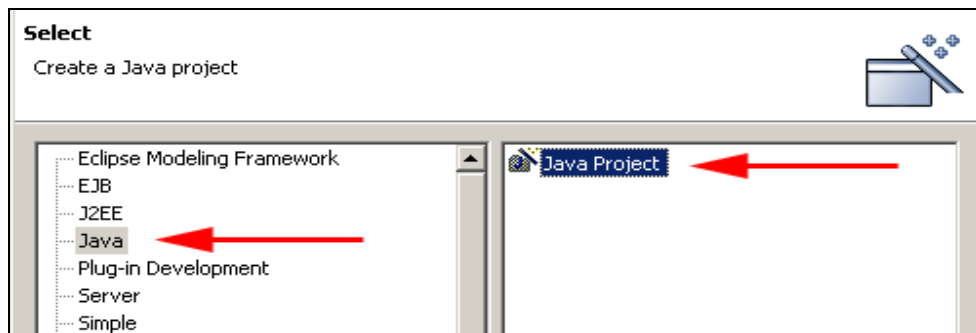 Select
Create a Java project
Eclipse Modeling Framework
EJB
J2EE
Java
Plug-in Development
Server
Simple
Java Project